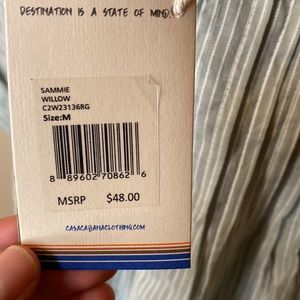 DESTINATION IS A STATE OF MIND.
SAMMIE
WILLOW
C2W23136RG
Size:M
8 89602 70862 6
MSRP $48.00
CASACABANACLOTHING.COM